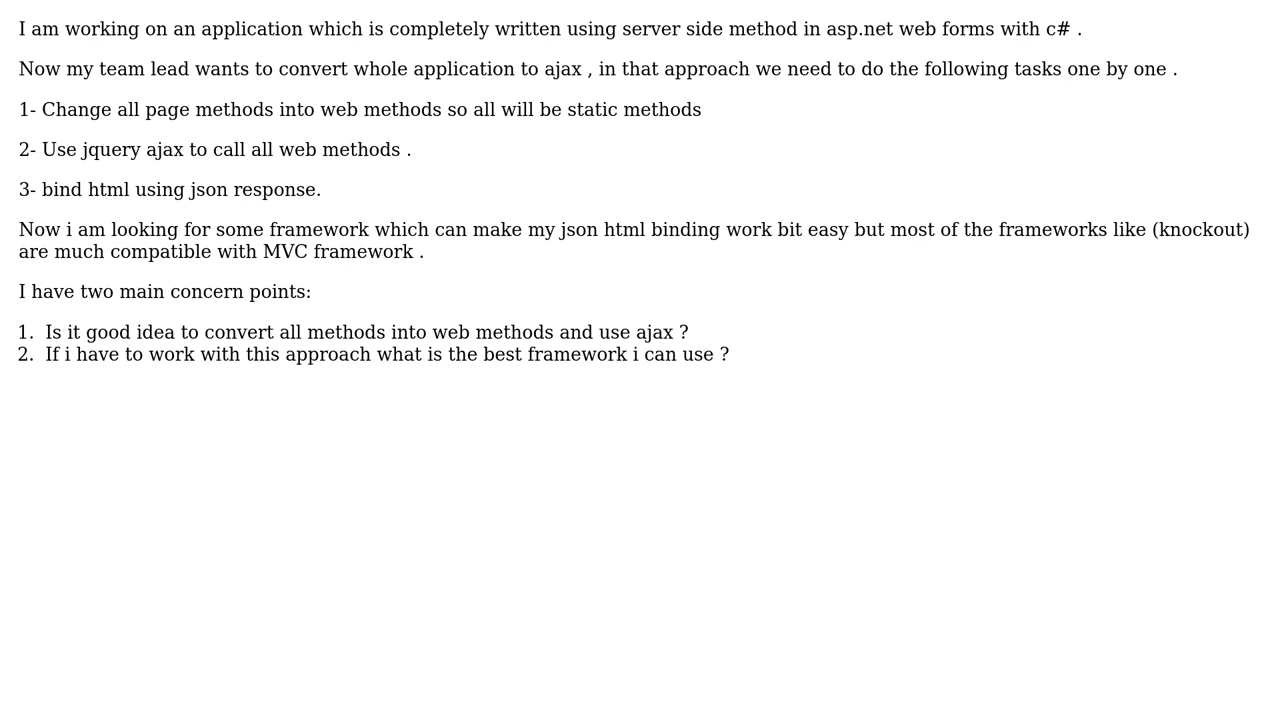 I am working on an application which is completely written using server side method in asp.net web forms with c# .
Now my team lead wants to convert whole application to ajax , in that approach we need to do the following tasks one by one .
1- Change all page methods into web methods so all will be static methods
2- Use jquery ajax to call all web methods .
3- bind html using json response.
Now i am looking for some framework which can make my json html binding work bit easy but most of the frameworks like (knockout)
are much compatible with MVC framework .
I have two main concern points:
1. Is it good idea to convert all methods into web methods and use ajax ?
2. If i have to work with this approach what is the best framework i can use ?